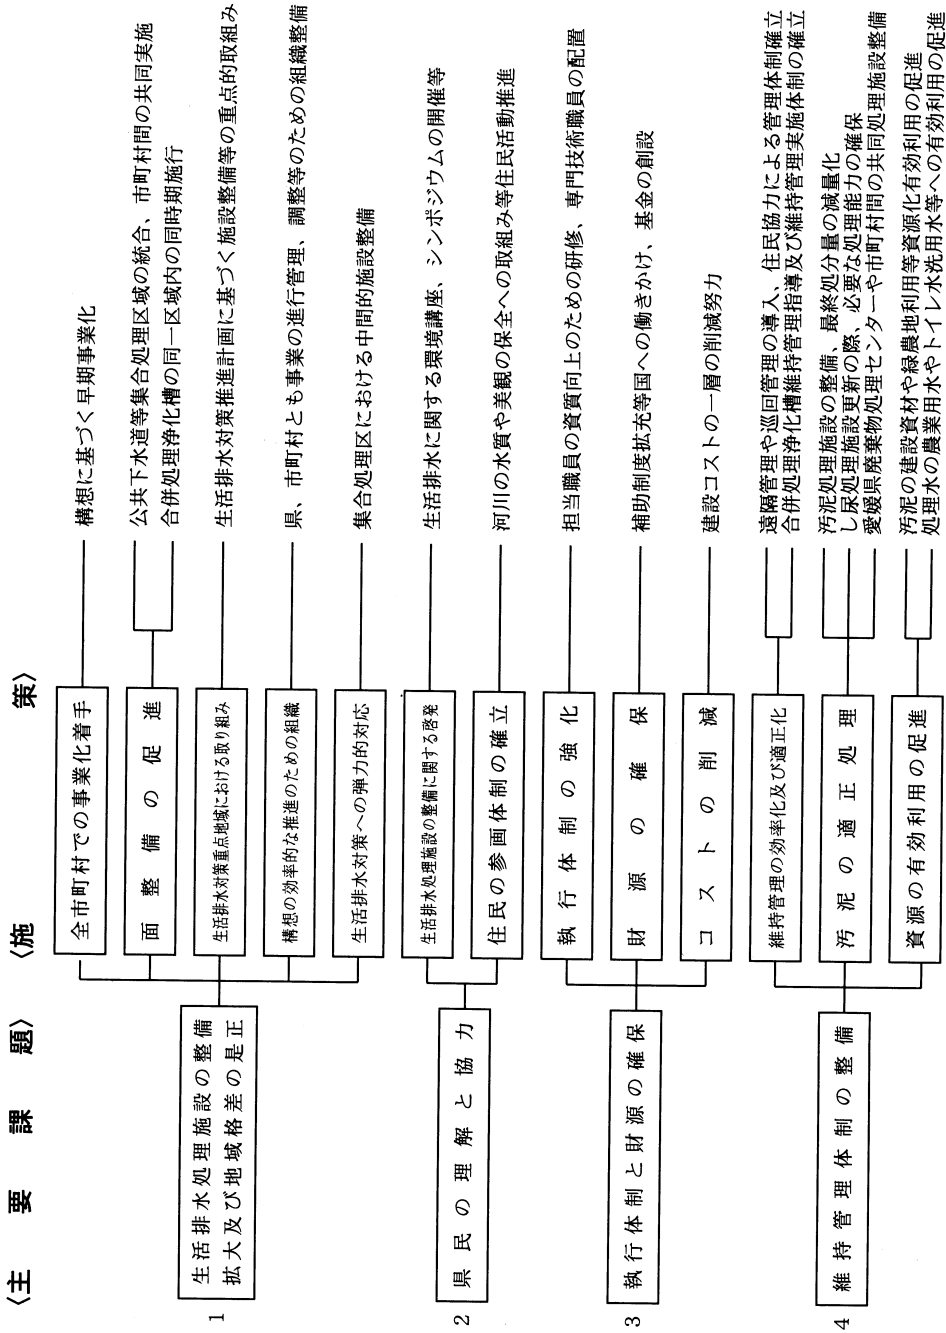 〈主要課題〉
〈施策〉
1
生活排水処理施設の整備
拡大及び地域格差の是正
全市町村での事業化着手
構想に基づく早期事業化
面整備の促進
公共下水道等集合処理区域の統合、市町村間の共同実施
合併処理浄化槽の同一区域内の同時期施行
生活排水対策重点地域における取り組み
生活排水対策推進計画に基づく施設整備等の重点的取組み
構想の効率的な推進のための組織
県、市町村とも事業の進行管理、調整等のための組織整備
生活排水対策への弾力的対応
集合処理区における中間的施設整備
2
県民の理解と協力
生活排水処理施設の整備に関する啓発
生活排水に関する環境講座、シンポジウムの開催等
住民の参画体制の確立
河川の水質や美観の保全への取組み等住民活動推進
3
執行体制と財源の確保
執行体制の強化
担当職員の資質向上のための研修、専門技術職員の配置
財源の確保
補助制度拡充等国への働きかけ、基金の創設
コストの削減
建設コストの一層の削減努力
4
維持管理体制の整備
維持管理の効率化及び適正化
遠隔管理や巡回管理の導入、住民協力による管理体制確立
合併処理浄化槽維持管理指導及び維持管理実施体制の確立
汚泥の適正処理
汚泥処理施設の整備、最終処分量の減量化
し尿処理施設更新の際、必要な処理能力の確保
愛媛県廃棄物処理センターや市町村間の共同処理施設整備
資源の有効利用の促進
汚泥の建設資材や緑農地利用等資源化有効利用の促進
処理水の農業用水やトイレ水洗用水等への有効利用の促進